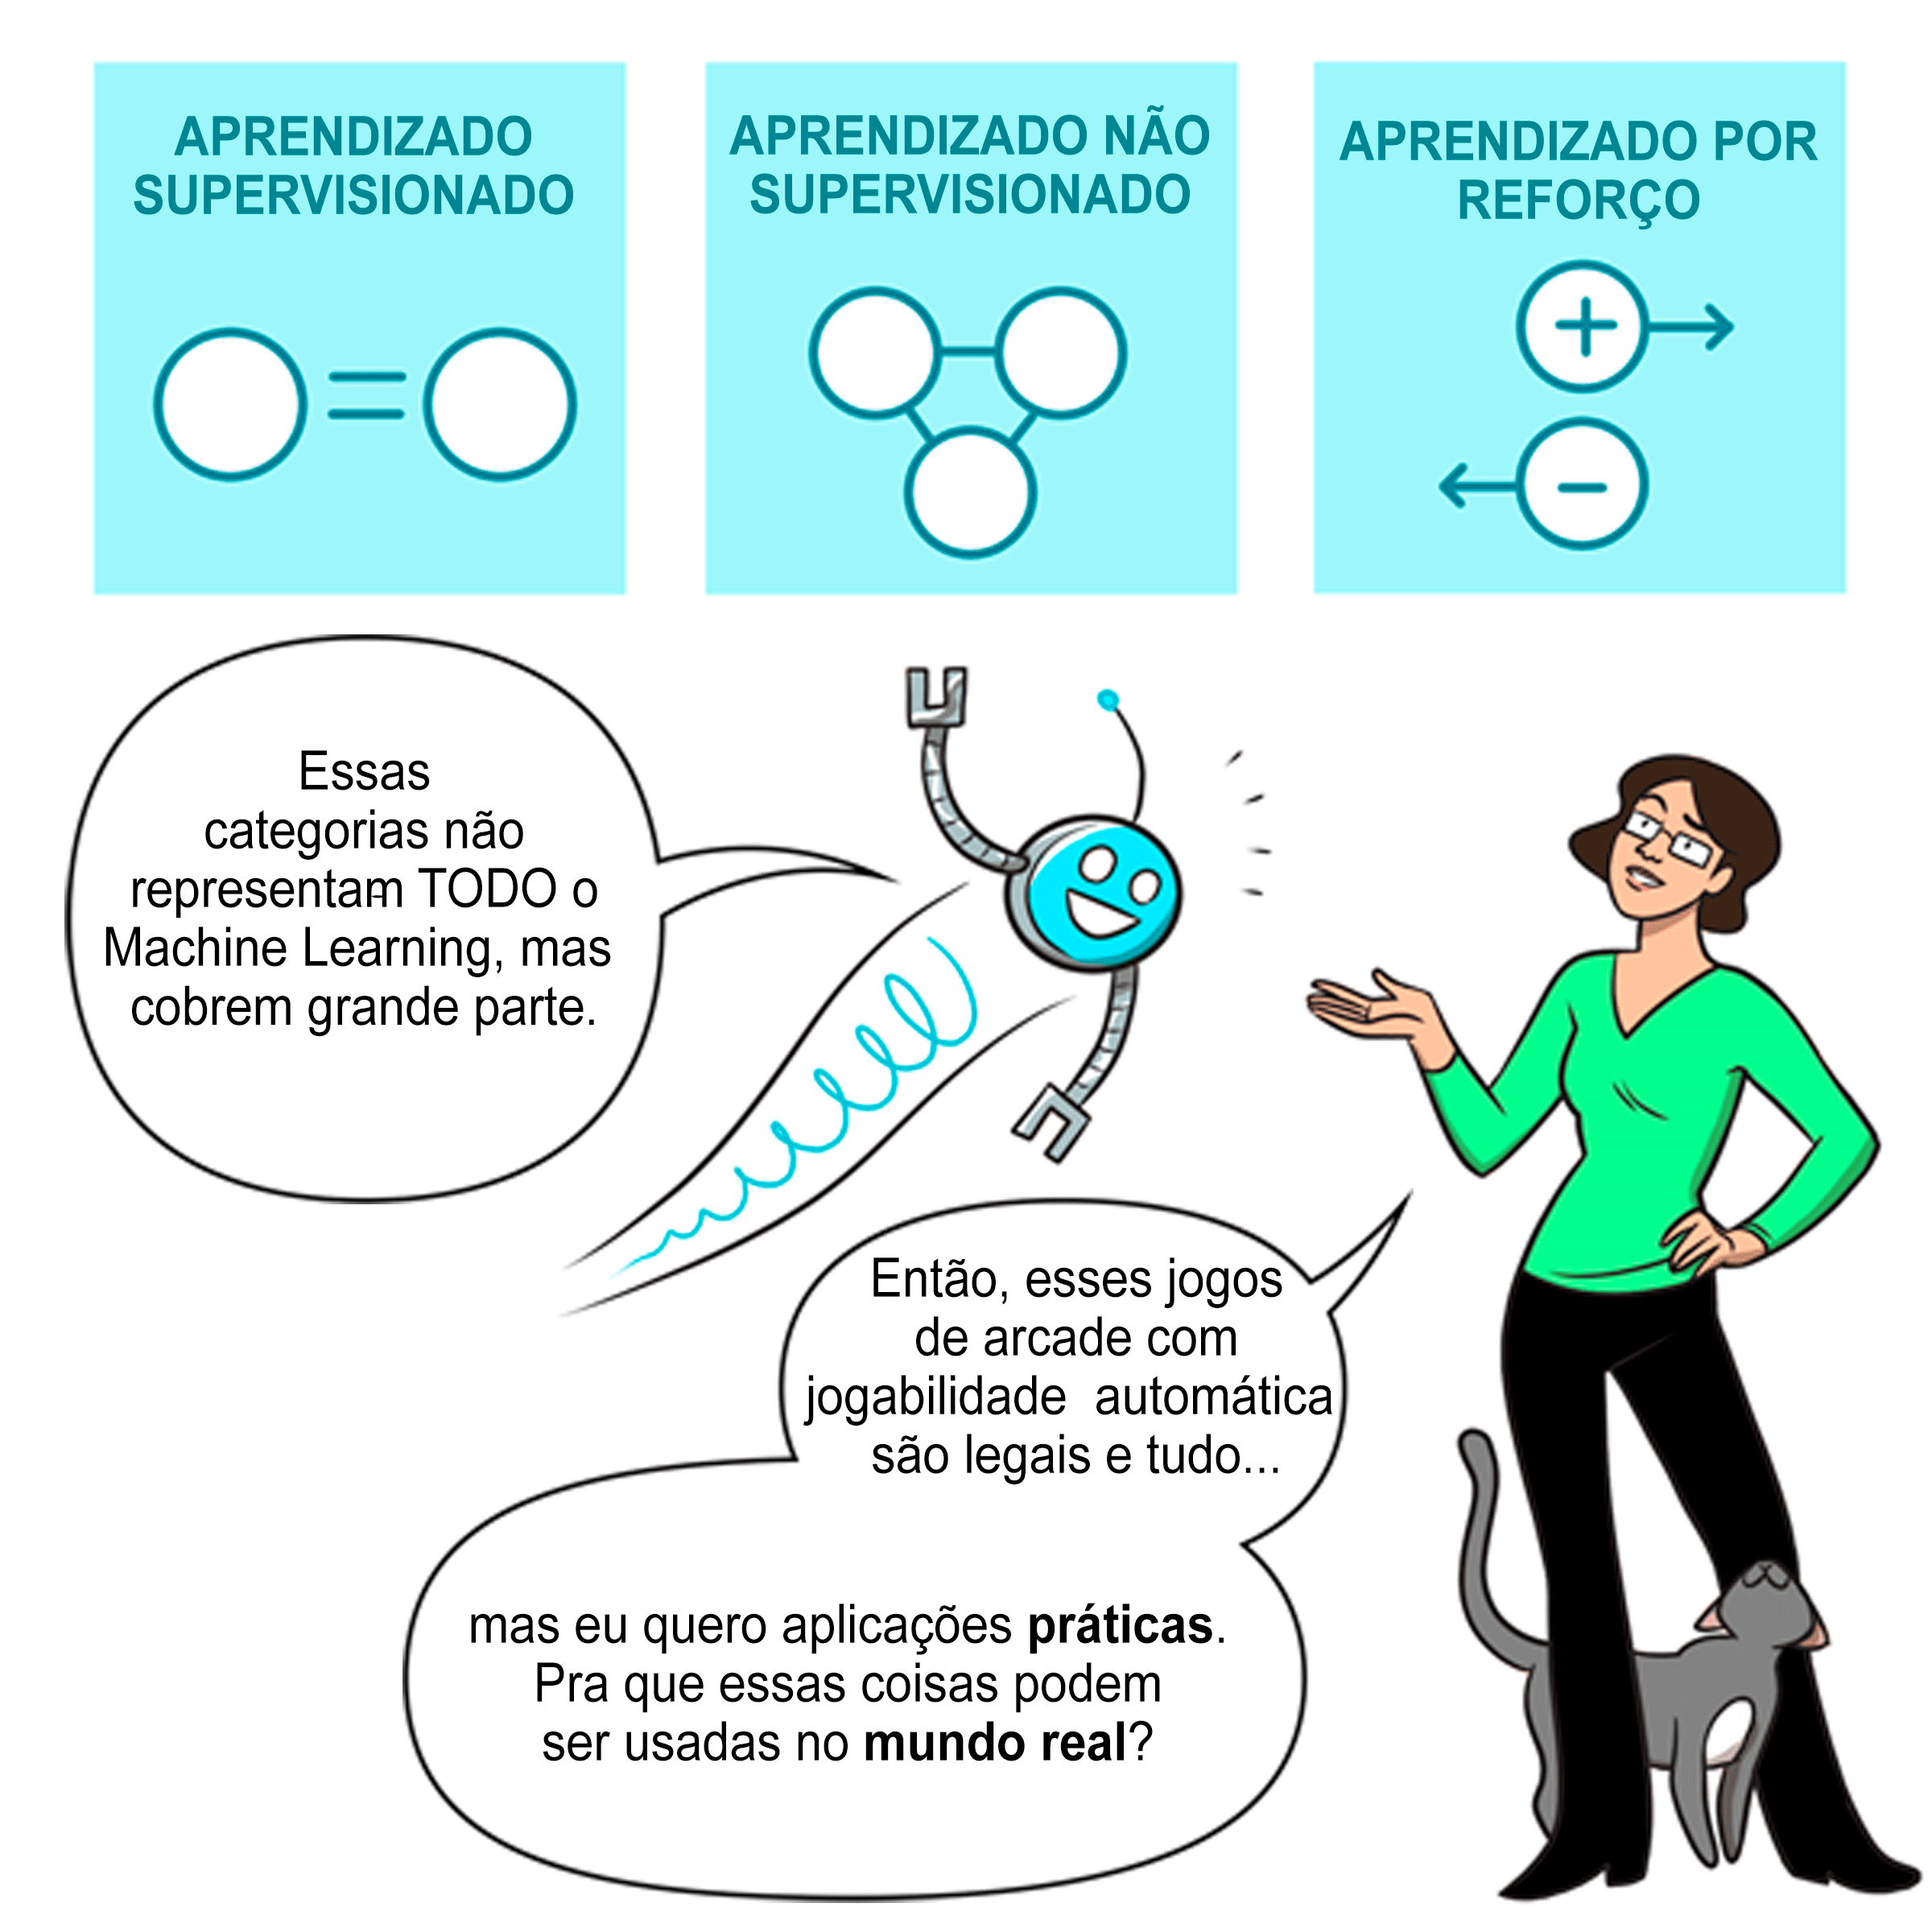 APRENDIZADO
SUPERVISIONADO
APRENDIZADO NÃO
SUPERVISIONADO
APRENDIZADO POR
REFORÇO
+
−
Essas
categorias não
representam TODO o
Machine Learning, mas
cobrem grande parte.
Então, esses jogos
de arcade com
jogabilidade automática
são legais e tudo...
mas eu quero aplicações práticas.
Pra que essas coisas podem
ser usadas no mundo real?